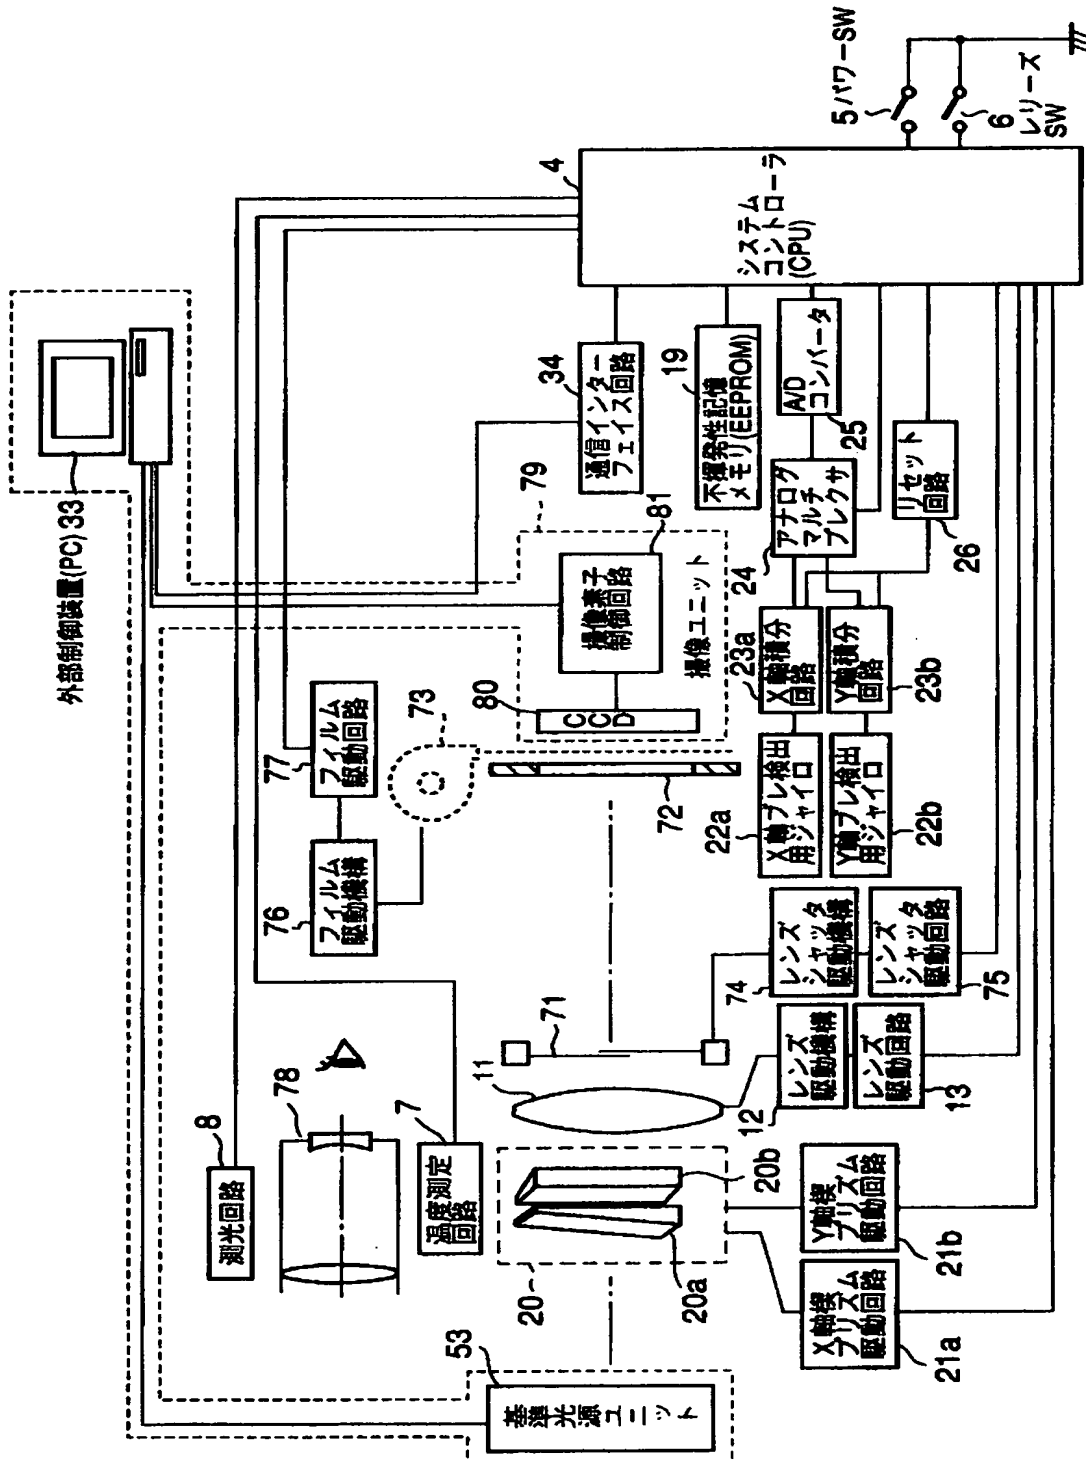 外部制御装置(PC) 33
8
測光回路
78
7
温度測定
回路
53
基準光源
ユニット
77
フィルム
駆動回路
76
フィルム
駆動機構
73
72
71
11
20
20a
20b
79
撮像ユニット
80
CCD
81
撮像素子
制御回路
34
通信インター
フェイス回路
19
不揮発性記憶
メモリ(EEPROM)
4
システム
コントローラ
(CPU)
5パワーSW
6
レリーズ
SW
A/D
コンバータ
25
24
アナログ
マルチ
プレクサ
リセット
回路
26
23a
X軸積分
回路
Y軸積分
回路
23b
22a
X軸ブレ検出
用ジャイロ
Y軸ブレ検出
用ジャイロ
22b
74
レンズ
シャッタ
駆動機構
レンズ
シャッタ
駆動回路
75
12
レンズ
駆動機構
レンズ
駆動回路
13
Y軸楔
プリズム
駆動回路
21b
X軸楔
プリズム
駆動回路
21a